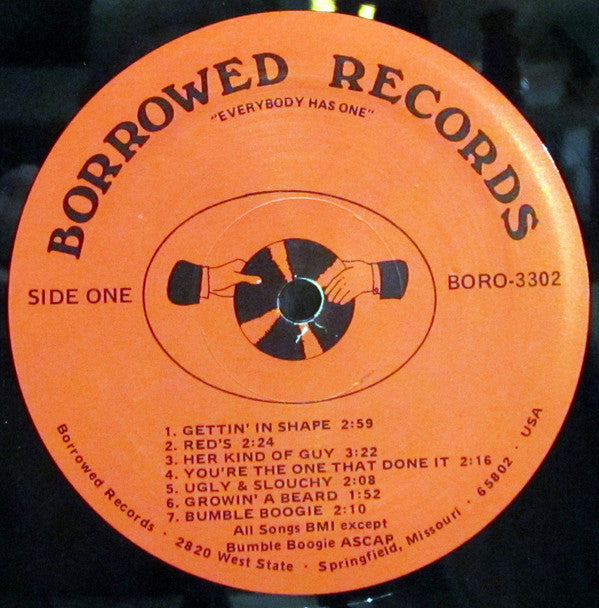 BORROWED RECORDS
"EVERYBODY HAS ONE"
SIDE ONE
BORO-3302
1. GETTIN' IN SHAPE 2:59
2. RED'S 2:24
3. HER KIND OF GUY 3:22
4. YOU'RE THE ONE THAT DONE IT 2:16
5. UGLY & SLOUCHY 2:08
6. GROWIN' A BEARD 1:52
7. BUMBLE BOOGIE 2:10
All Songs BMI except
Bumble Boogie ASCAP
Borrowed Records · 2820 West State · Springfield, Missouri · 65802 · USA